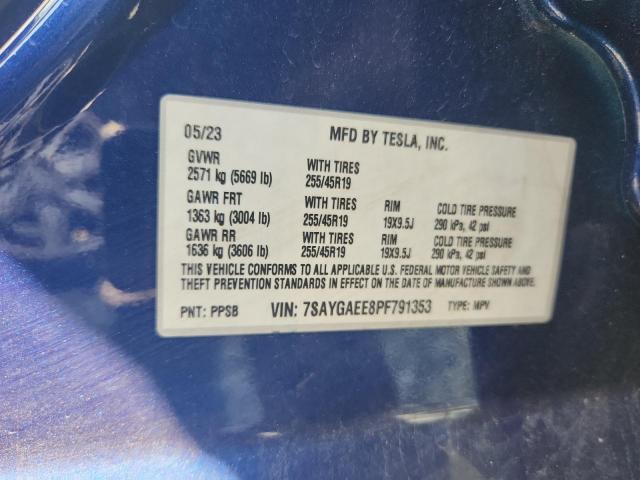 05/23 MFD BY TESLA, INC.
GVWR WITH TIRES
2571 kg (5669 lb) 255/45R19
GAWR FRT WITH TIRES RIM COLD TIRE PRESSURE
1363 kg (3004 lb) 255/45R19 19X9.5J 290 kPa, 42 psi
GAWR RR WITH TIRES RIM COLD TIRE PRESSURE
1636 kg (3606 lb) 255/45R19 19X9.5J 290 kPa, 42 psi
THIS VEHICLE CONFORMS TO ALL APPLICABLE U.S. FEDERAL MOTOR VEHICLE SAFETY AND
THEFT PREVENTION STANDARDS IN EFFECT ON THE DATE OF MANUFACTURE SHOWN ABOVE.
PNT: PPSB VIN: 7SAYGAEE8PF791353 TYPE: MPV